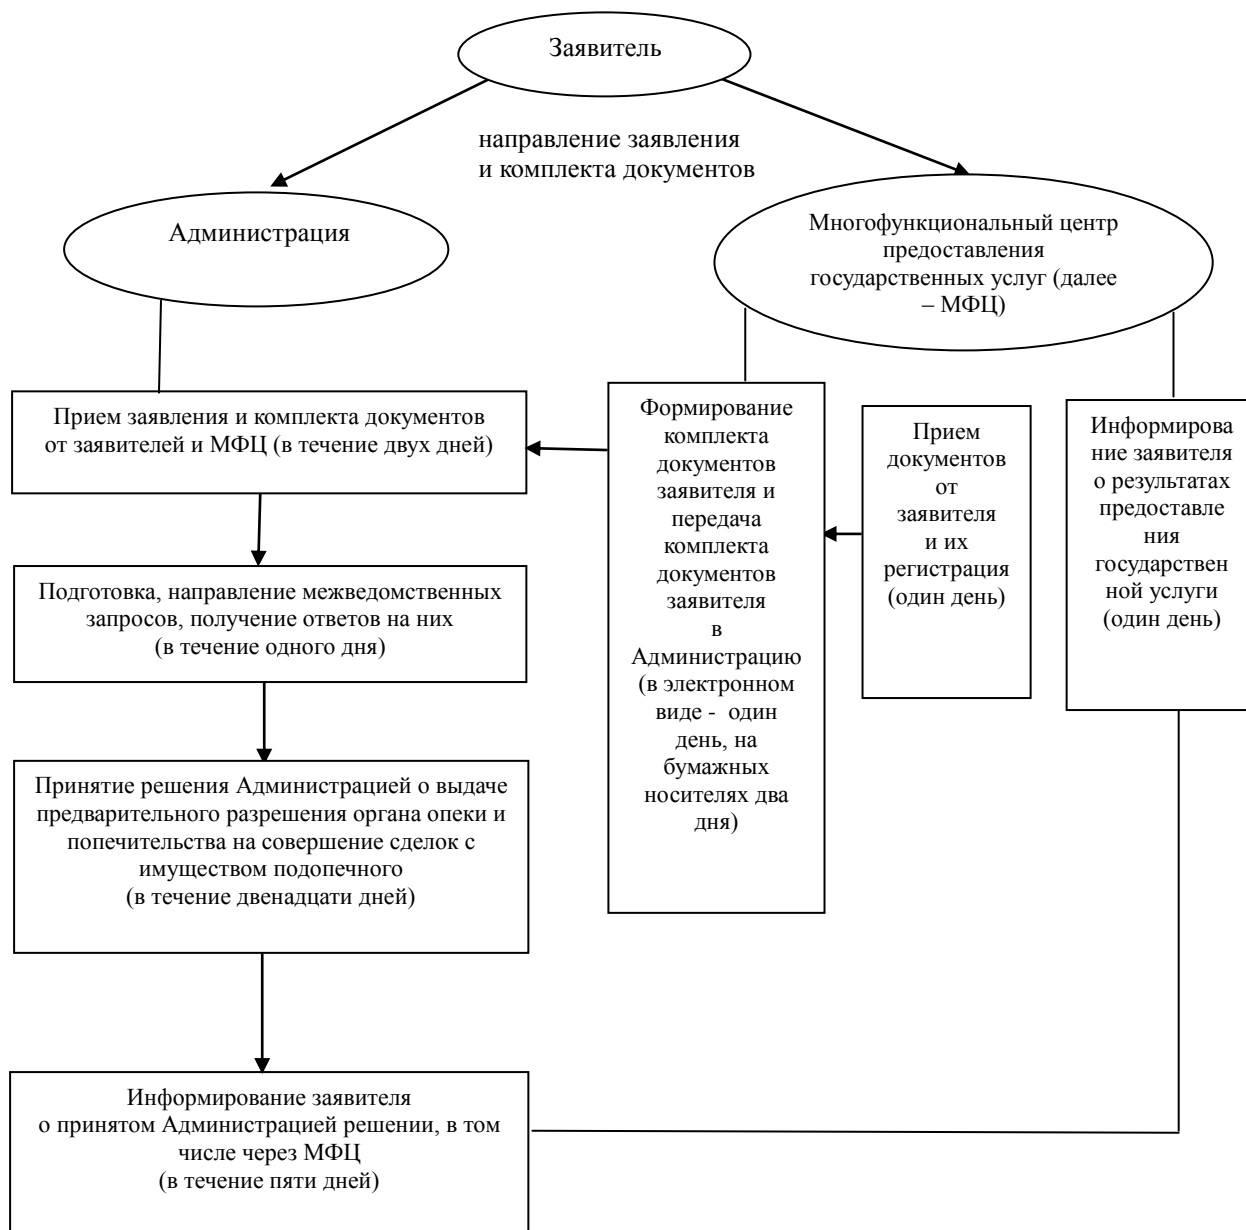 Заявитель
направление заявления
и комплекта документов
Администрация
Многофункциональный центр
предоставления
государственных услуг (далее
– МФЦ)
Прием заявления и комплекта документов
от заявителей и МФЦ (в течение двух дней)
Формирование
комплекта
документов
заявителя и
передача
комплекта
документов
заявителя
в
Администрацию
(в электронном
виде - один
день, на
бумажных
носителях два
дня)
Прием
документов
от
заявителя
и их
регистрация
(один день)
Информирова
ние заявителя
о результатах
предоставле
ния
государствен
ной услуги
(один день)
Подготовка, направление межведомственных
запросов, получение ответов на них
(в течение одного дня)
Принятие решения Администрацией о выдаче
предварительного разрешения органа опеки и
попечительства на совершение сделок с
имуществом подопечного
(в течение двенадцати дней)
Информирование заявителя
о принятом Администрацией решении, в том
числе через МФЦ
(в течение пяти дней)